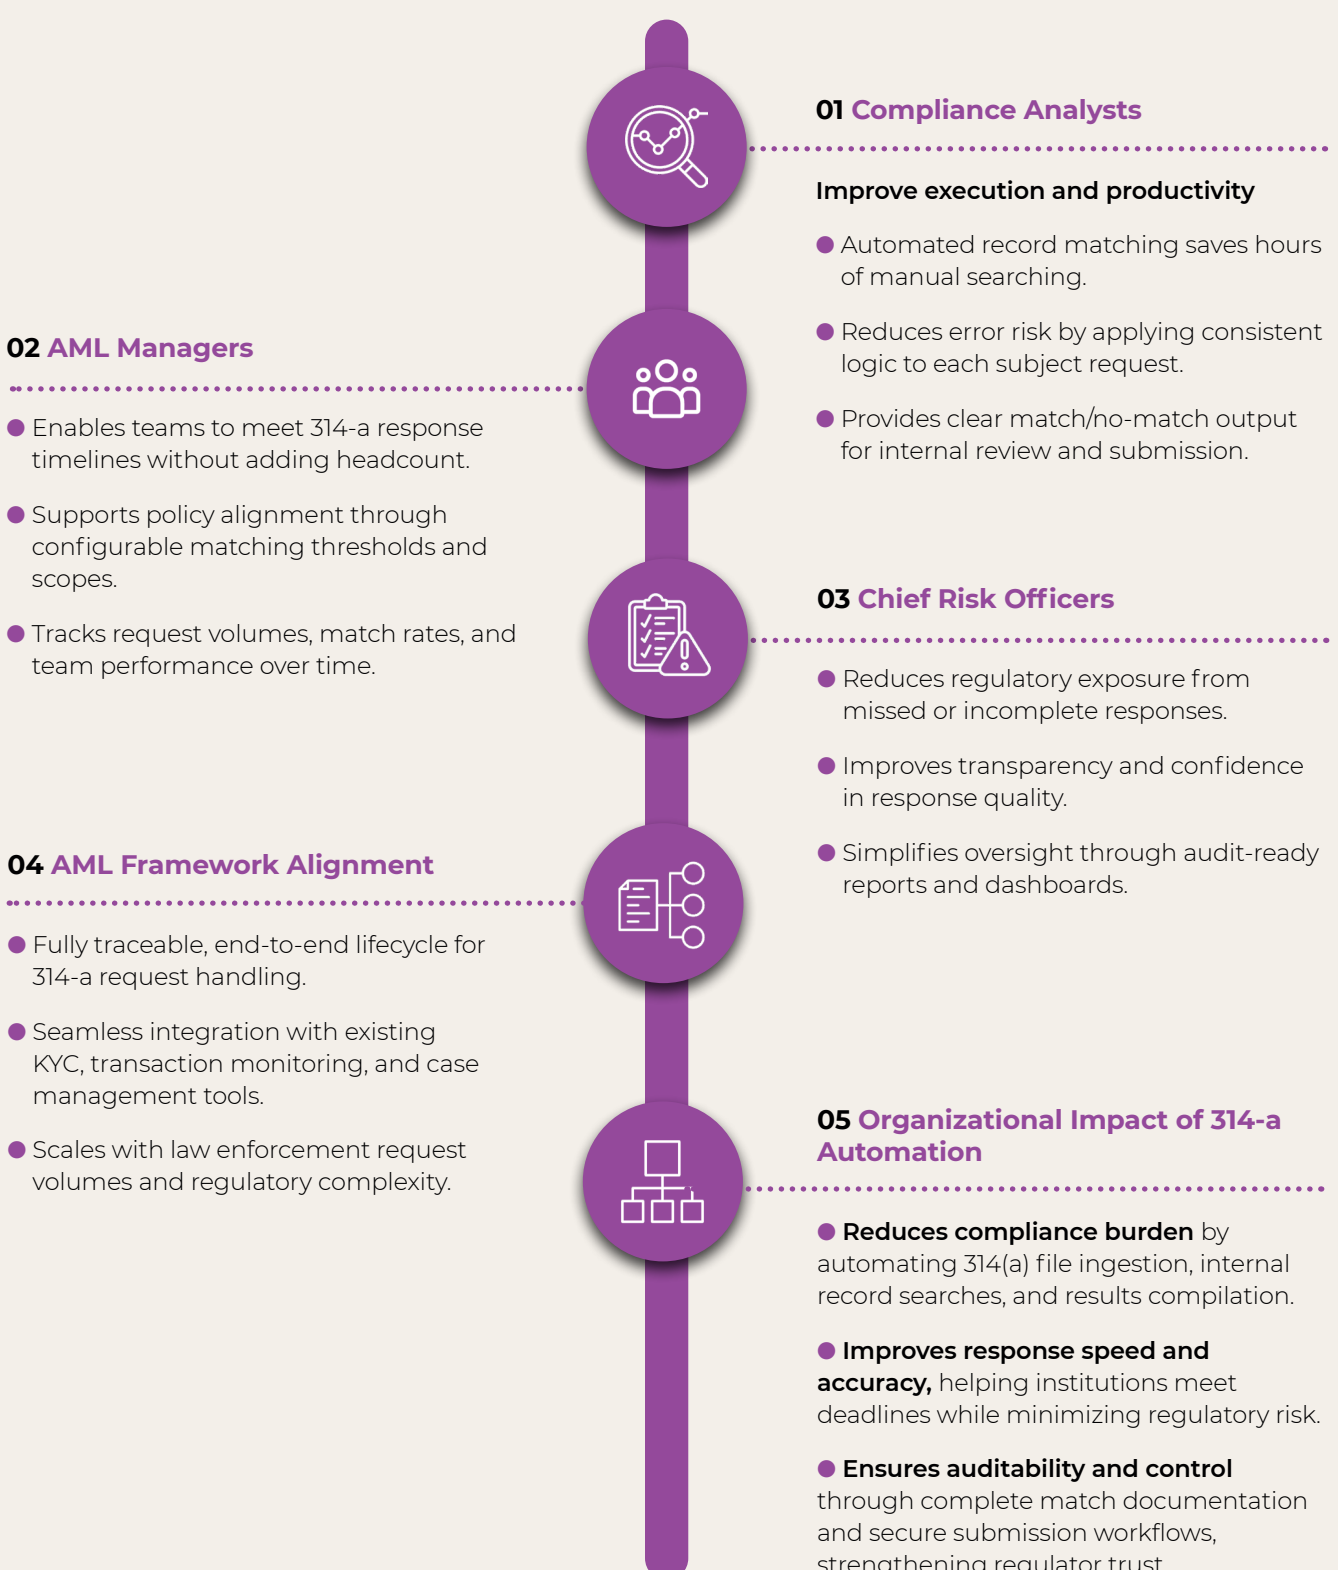 01 Compliance Analysts
Improve execution and productivity
● Automated record matching saves hours
of manual searching.
● Reduces error risk by applying consistent
logic to each subject request.
● Provides clear match/no-match output
for internal review and submission.
02 AML Managers
● Enables teams to meet 314-a response
timelines without adding headcount.
● Supports policy alignment through
configurable matching thresholds and
scopes.
● Tracks request volumes, match rates, and
team performance over time.
03 Chief Risk Officers
● Reduces regulatory exposure from
missed or incomplete responses.
● Improves transparency and confidence
in response quality.
● Simplifies oversight through audit-ready
reports and dashboards.
04 AML Framework Alignment
● Fully traceable, end-to-end lifecycle for
314-a request handling.
● Seamless integration with existing
KYC, transaction monitoring, and case
management tools.
● Scales with law enforcement request
volumes and regulatory complexity.
05 Organizational Impact of 314-a
Automation
● Reduces compliance burden by
automating 314(a) file ingestion, internal
record searches, and results compilation.
● Improves response speed and
accuracy, helping institutions meet
deadlines while minimizing regulatory risk.
● Ensures auditability and control
through complete match documentation
and secure submission workflows,
strengthening regulator trust